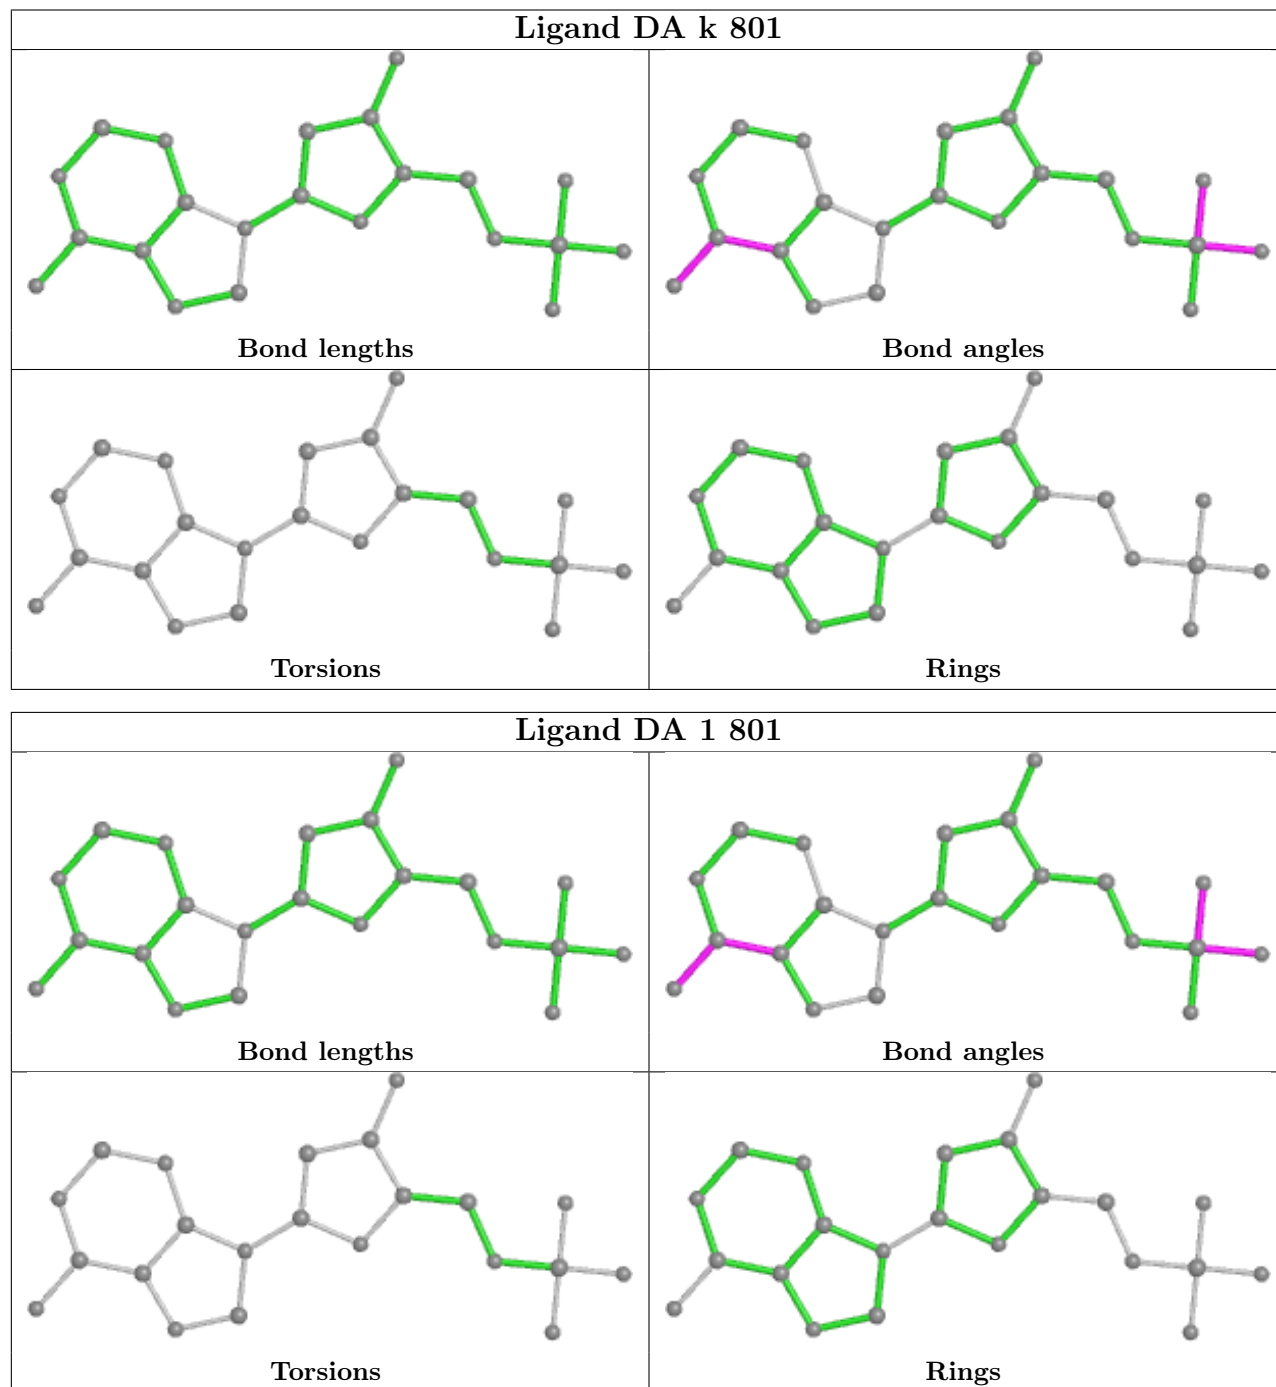 Ligand DA k 801
Bond lengths
Bond angles
Torsions
Rings
Ligand DA 1 801
Bond lengths
Bond angles
Torsions
Rings